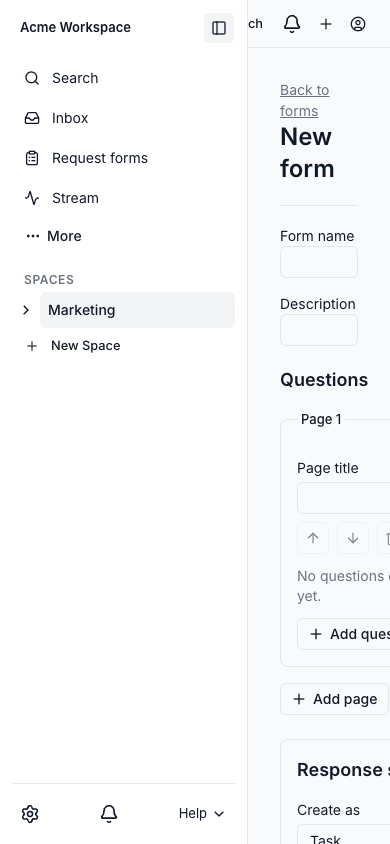 Acme Workspace
Search
Inbox
Request forms
Stream
More
SPACES
Marketing
New Space
Help
ch
Back to
forms
New
form
Form name
Description
Questions
Page 1
Page title
No questions
yet.
Add ques
Add page
Response s
Create as
Task